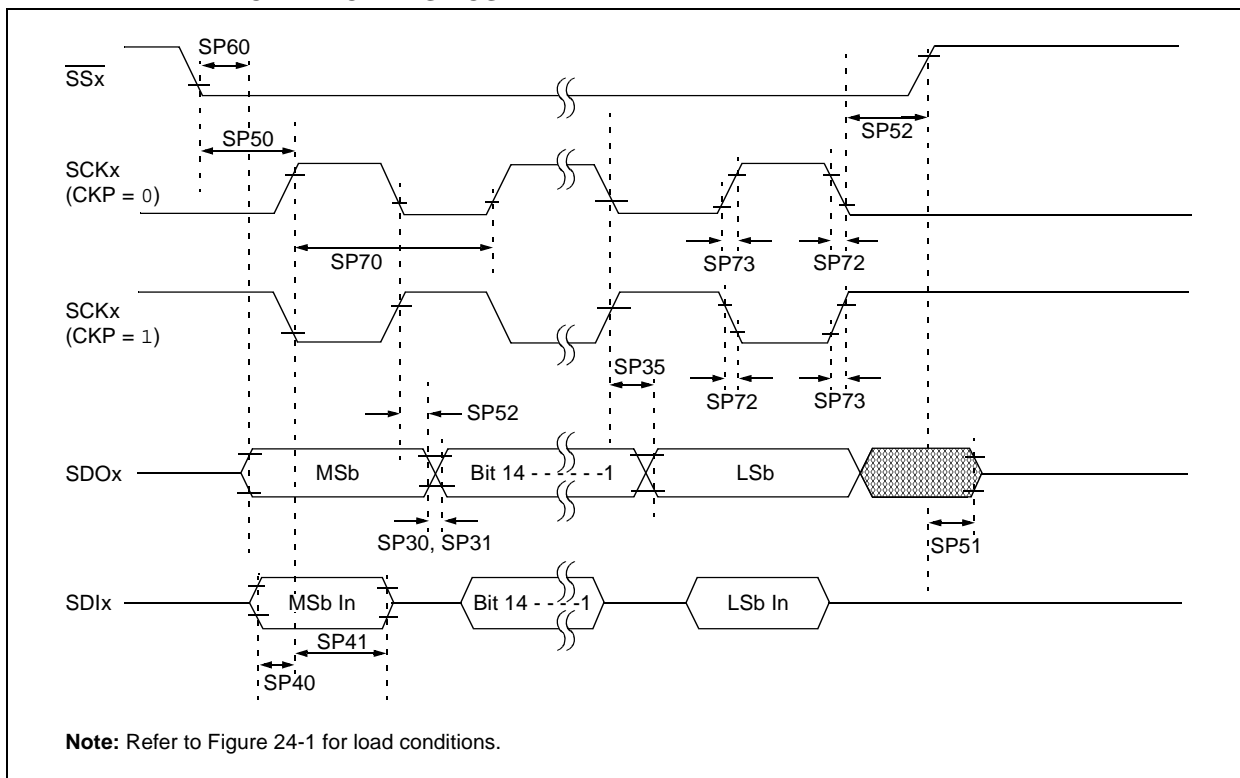 SP60
SSx
SP50
SP52
SCKx
(CKP = 0)
SP70
SP73
SP72
SCKx
(CKP = 1)
SP35
SP72
SP73
SP52
SDOx
MSb
Bit 14 - - - - - -1
LSb
SP30, SP31
SP51
SDIx
MSb In
Bit 14 - - - -1
LSb In
SP41
SP40
Note: Refer to Figure 24-1 for load conditions.